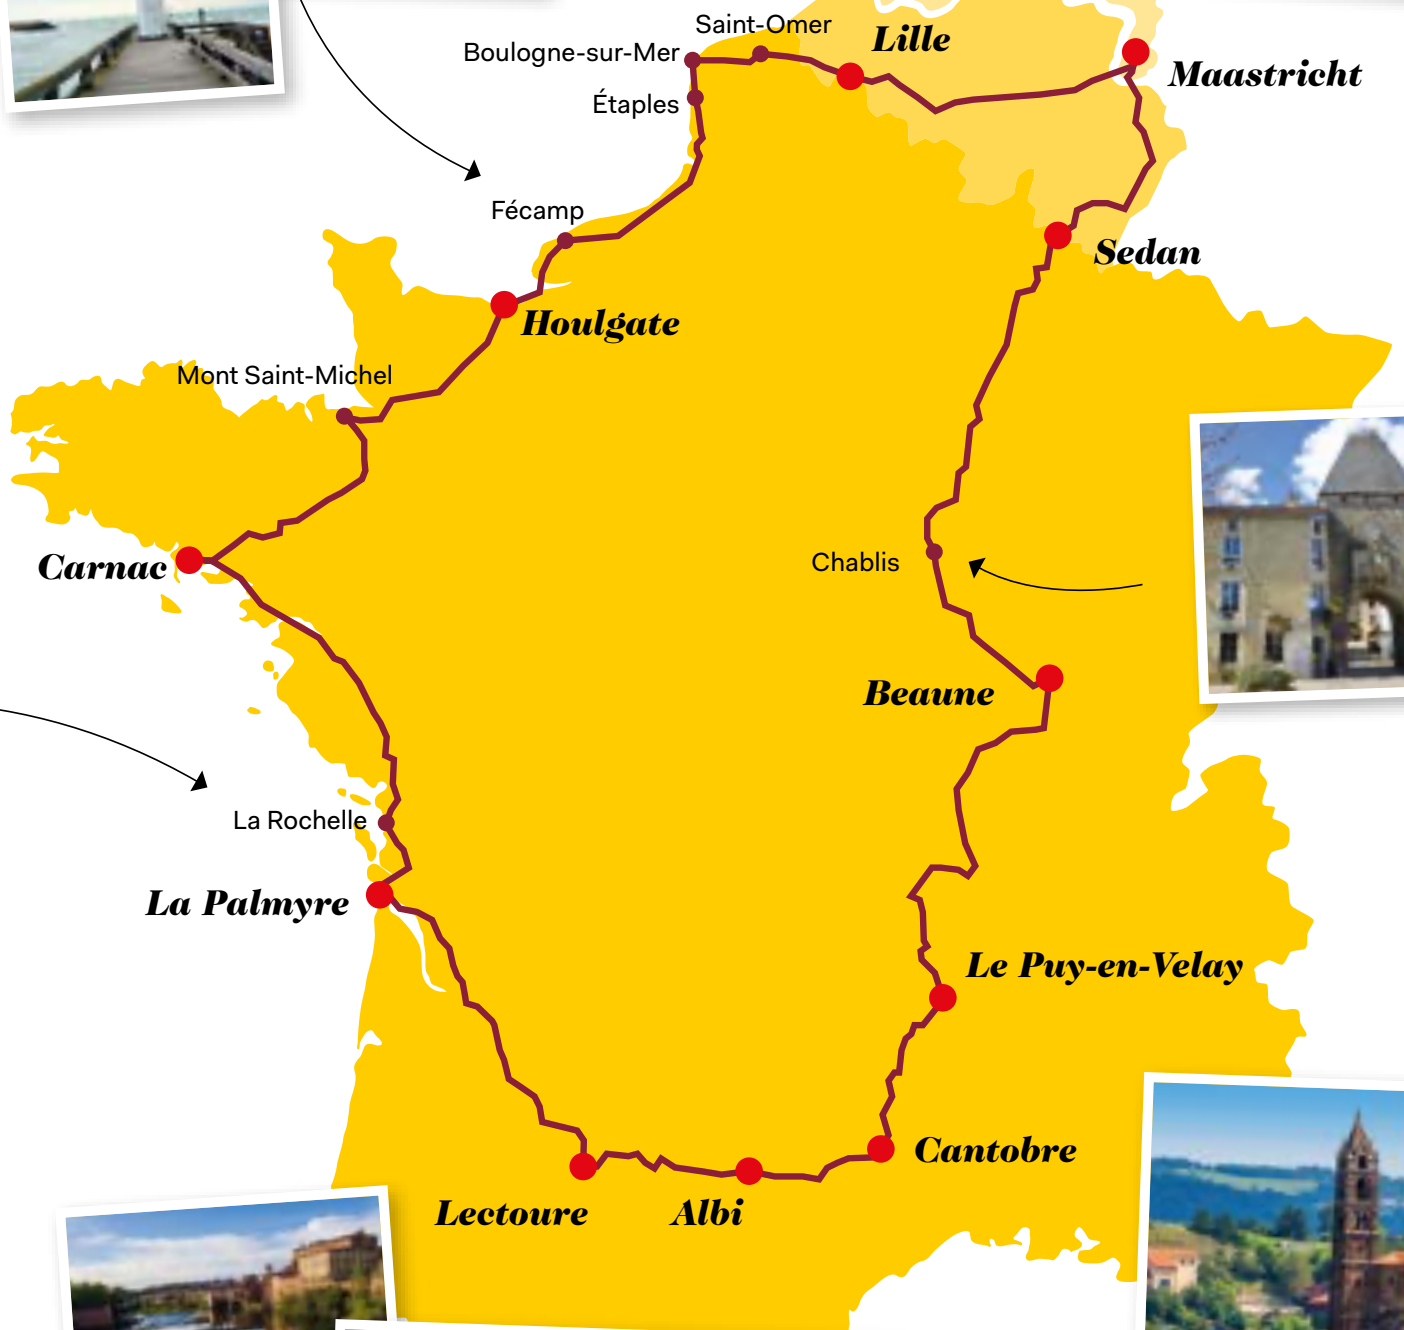 Saint-Omer
Lille
Boulogne-sur-Mer
Maastricht
Étaples
Fécamp
Sedan
Houlgate
Mont Saint-Michel
Carnac
Chablis
Beaune
La Rochelle
La Palmyre
Le Puy-en-Velay
Cantobre
Lectoure
Albi